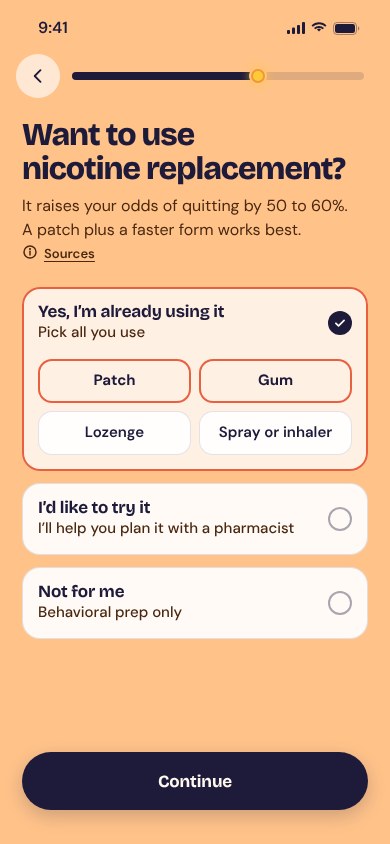 9:41
Want to use
nicotine replacement?
It raises your odds of quitting by 50 to 60%.
A patch plus a faster form works best.
Sources
Yes, I’m already using it
Pick all you use
Patch
Gum
Lozenge
Spray or inhaler
I’d like to try it
I’ll help you plan it with a pharmacist
Not for me
Behavioral prep only
Continue